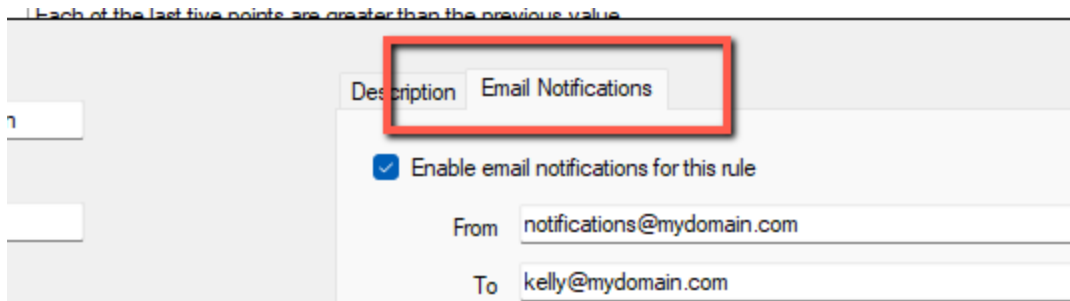 Each of the last five points are greater than the previous value
Description Email Notifications
n
Enable email notifications for this rule
From notifications@mydomain.com
To kelly@mydomain.com